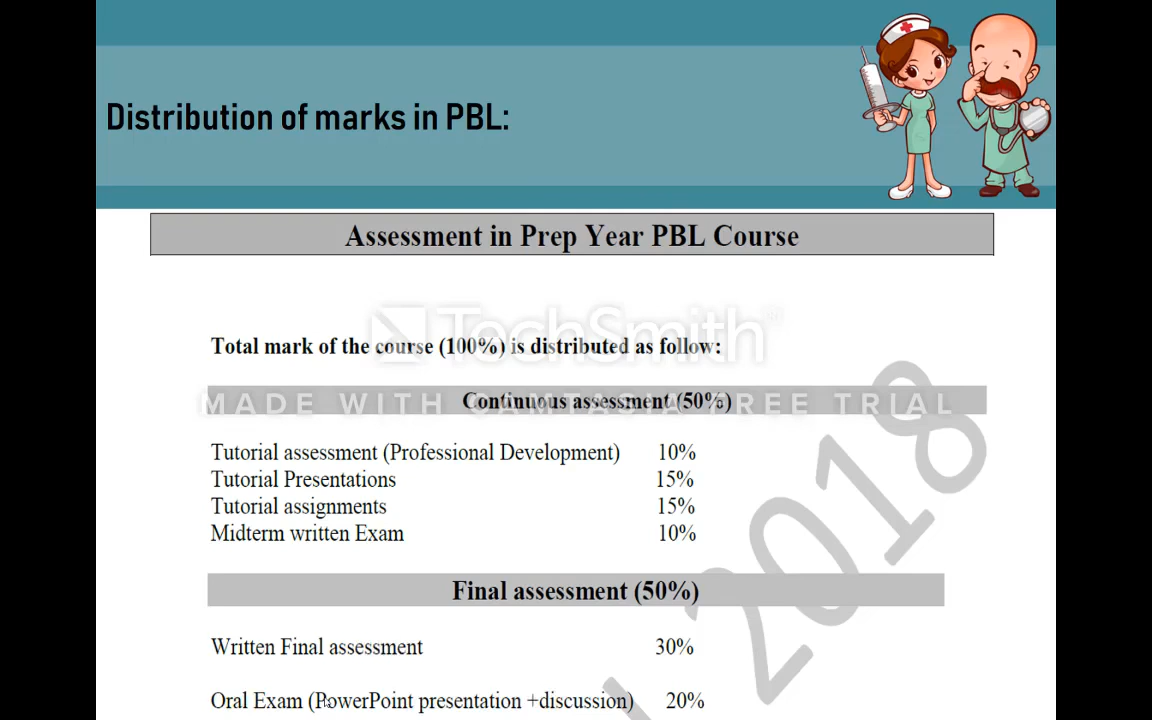 Distribution of marks in PBL:
Assessment in Prep Year PBL Course
TechSmith®
Total mark of the course (100%) is distributed as follow:
MADE WITH CAMTASIA FREE TRIAL
Continuous assessment (50%)
Tutorial assessment (Professional Development) 10%
Tutorial Presentations 15%
Tutorial assignments 15%
Midterm written Exam 10%
Final assessment (50%)
Written Final assessment 30%
Oral Exam (PowerPoint presentation +discussion) 20%
2018